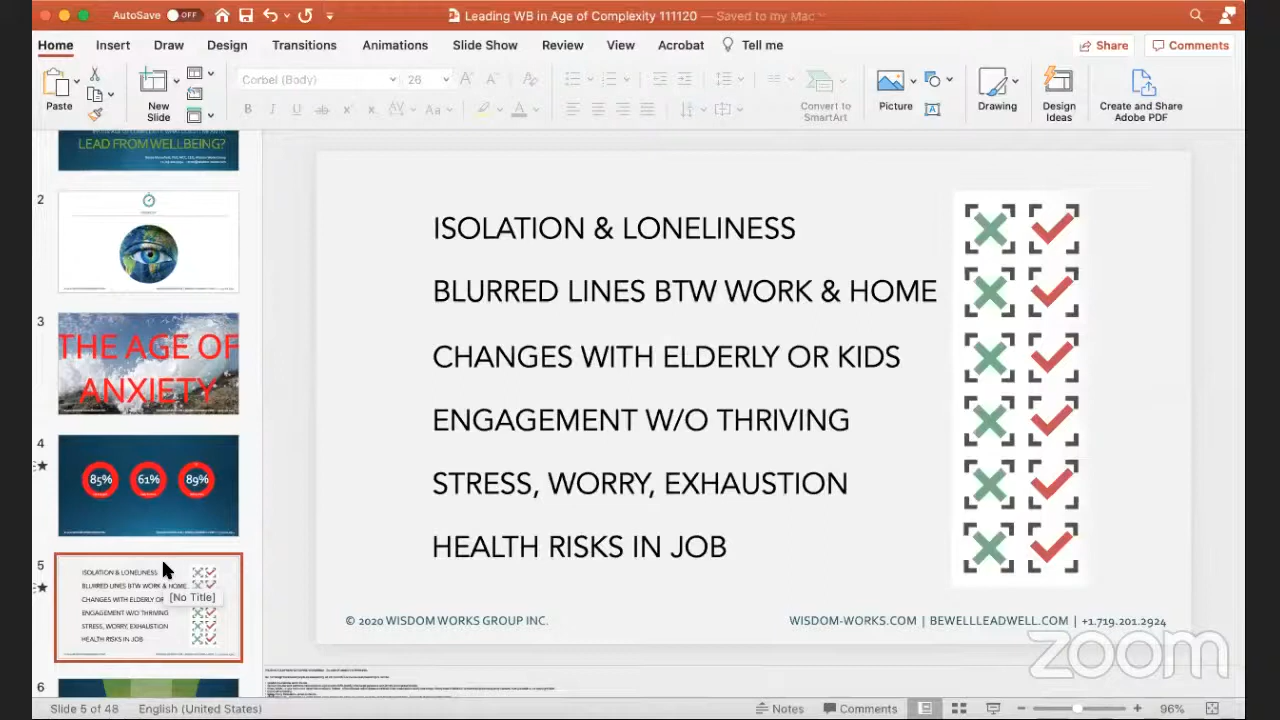 AutoSave OFF
Leading WB in Age of Complexity 111120 — Saved to my Mac
Home Insert Draw Design Transitions Animations Slide Show Review View Acrobat Tell me
Share Comments
Paste
New Slide
Corbel (Body) 26
Convert to SmartArt
Picture
Drawing
Design Ideas
Create and Share Adobe PDF
LEAD FROM WELLBEING?
2
3
THE AGE OF
ANXIETY
4
85% 61% 89%
5
ISOLATION & LONELINESS
BLURRED LINES BTW WORK & HOME
CHANGES WITH ELDERLY OR
[No Title]
ENGAGEMENT W/O THRIVING
STRESS, WORRY, EXHAUSTION
HEALTH RISKS IN JOB
6
ISOLATION & LONELINESS
BLURRED LINES BTW WORK & HOME
CHANGES WITH ELDERLY OR KIDS
ENGAGEMENT W/O THRIVING
STRESS, WORRY, EXHAUSTION
HEALTH RISKS IN JOB
© 2020 WISDOM WORKS GROUP INC.
WISDOM-WORKS.COM | BEWELLLEADWELL.COM | +1.719.201.2924
zoom
Slide 5 of 48 English (United States)
Notes Comments 96%